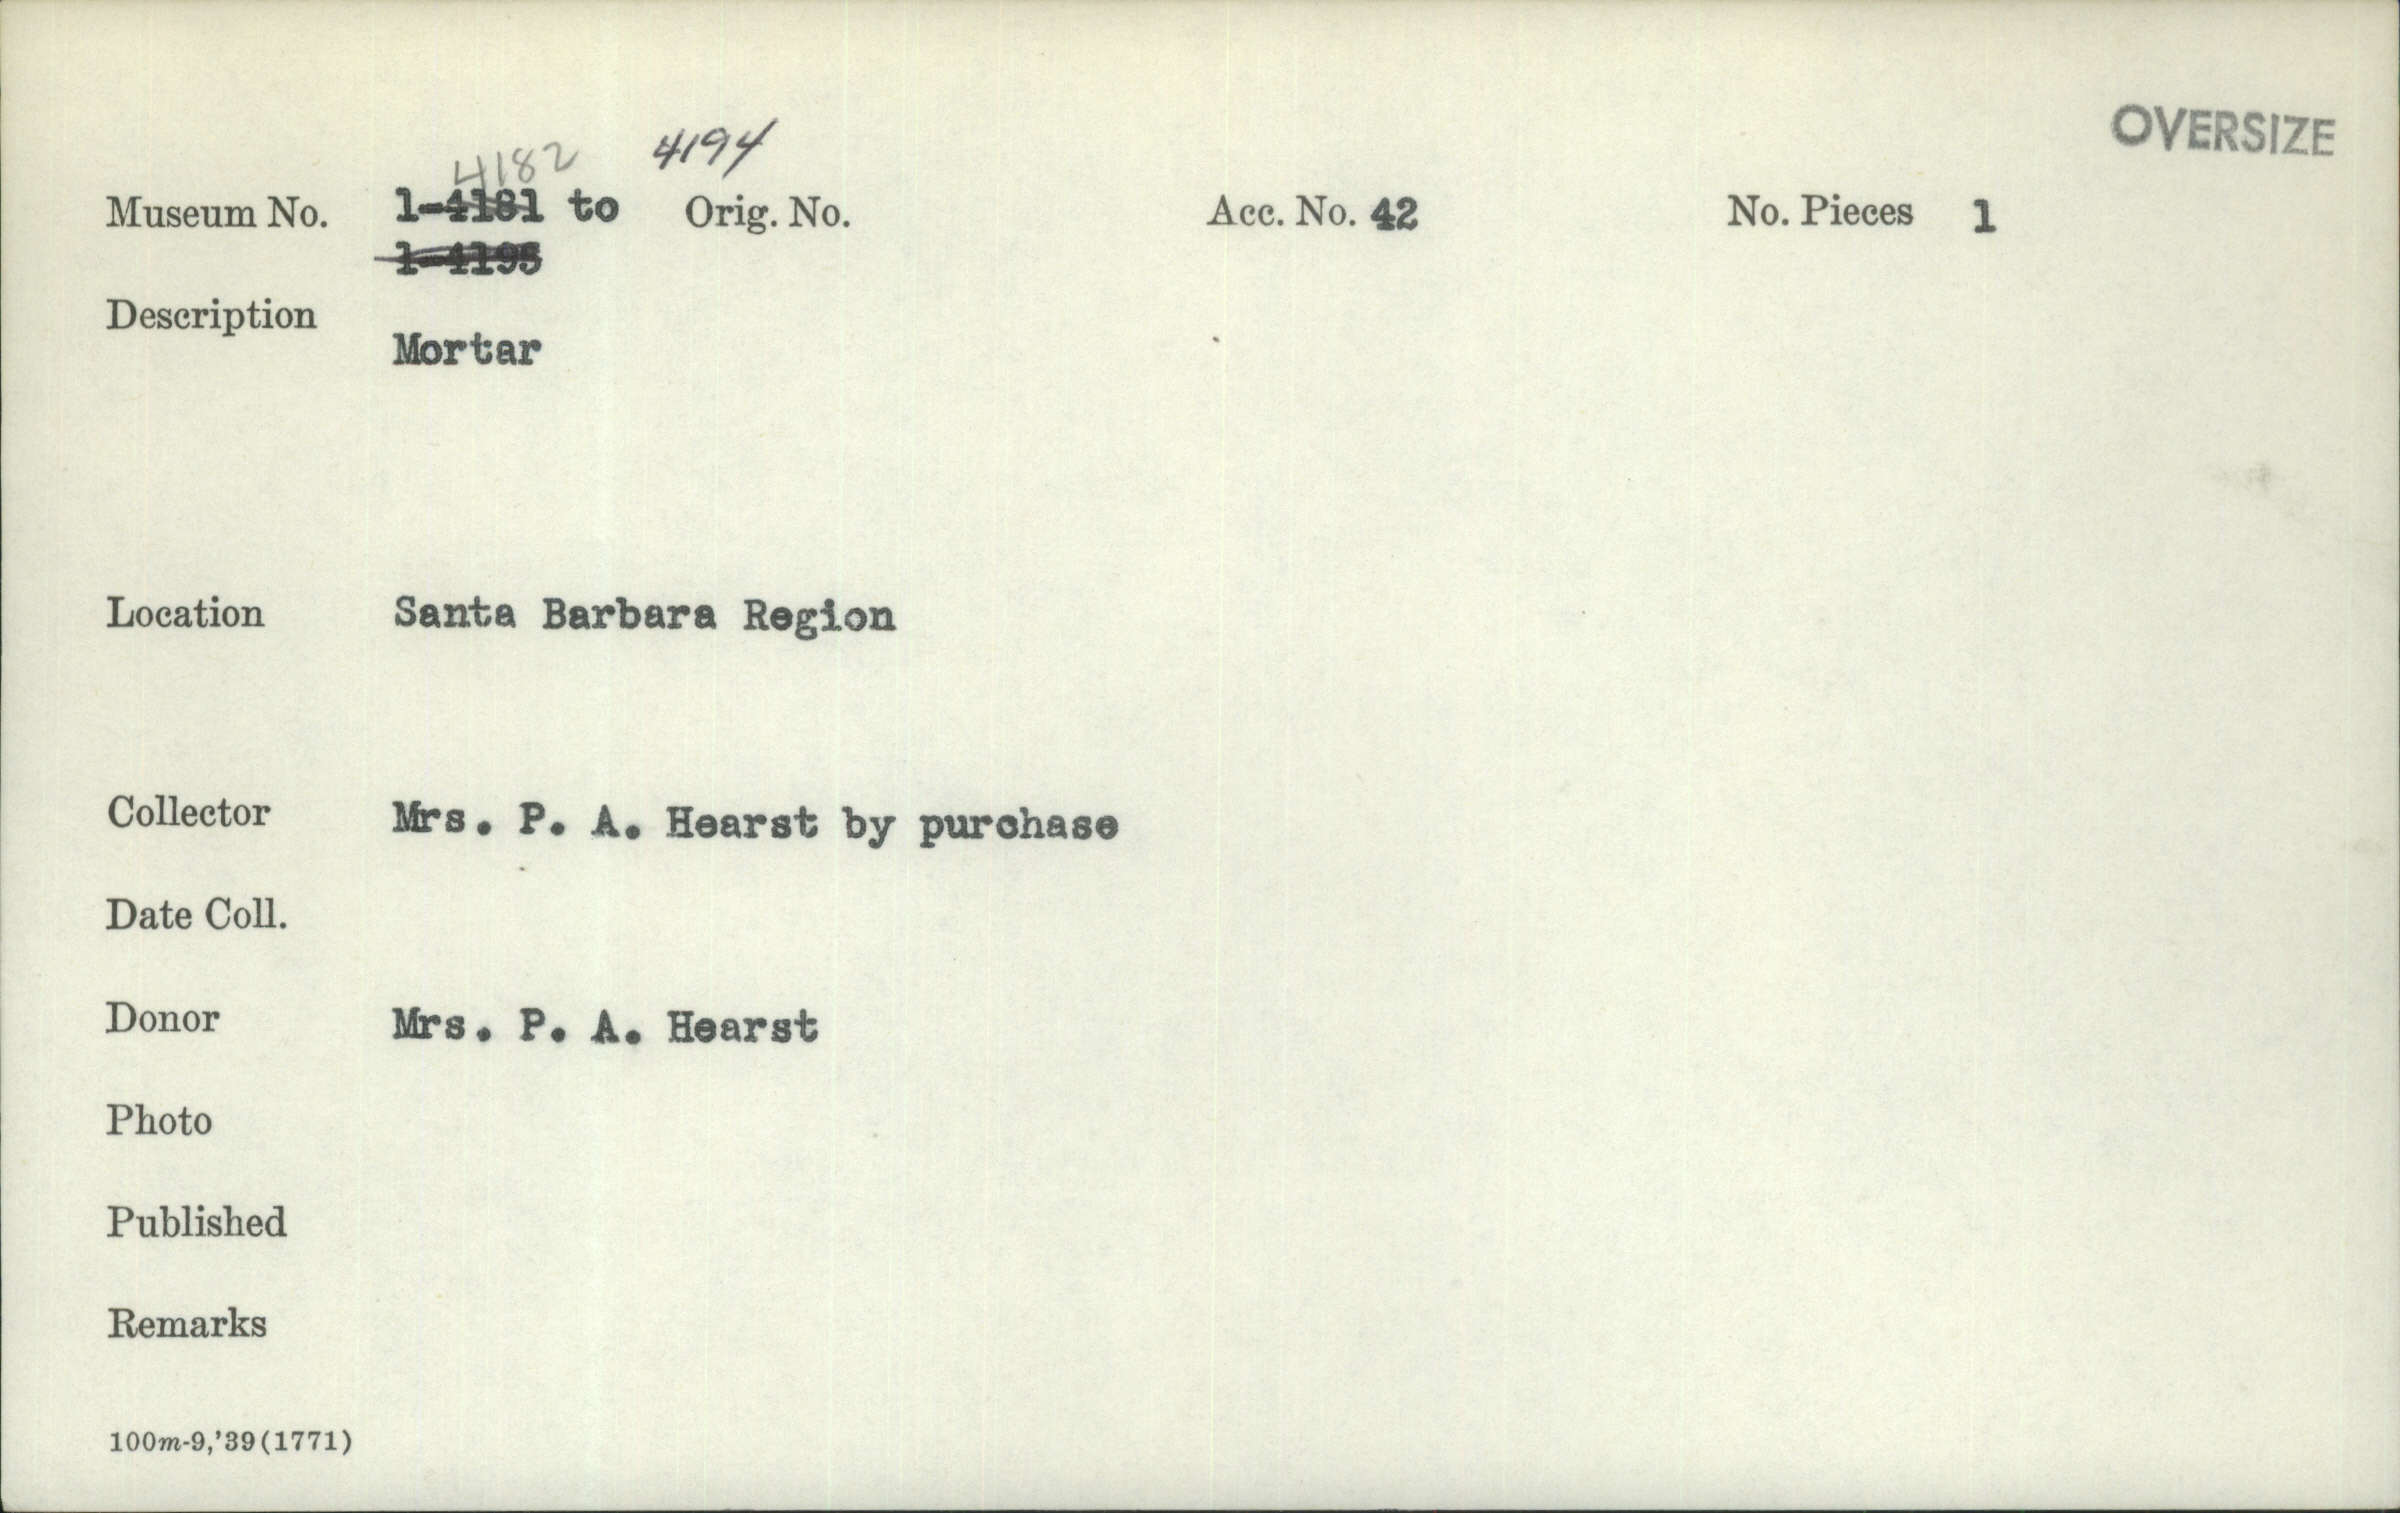 OVERSIZE
4182 4194
Museum No. 1-4181 to Orig. No. Acc. No. 42 No. Pieces 1
1-4195
Description
Mortar
Location Santa Barbara Region
Collector Mrs. P. A. Hearst by purchase
Date Coll.
Donor Mrs. P. A. Hearst
Photo
Published
Remarks
100m-9,'39(1771)